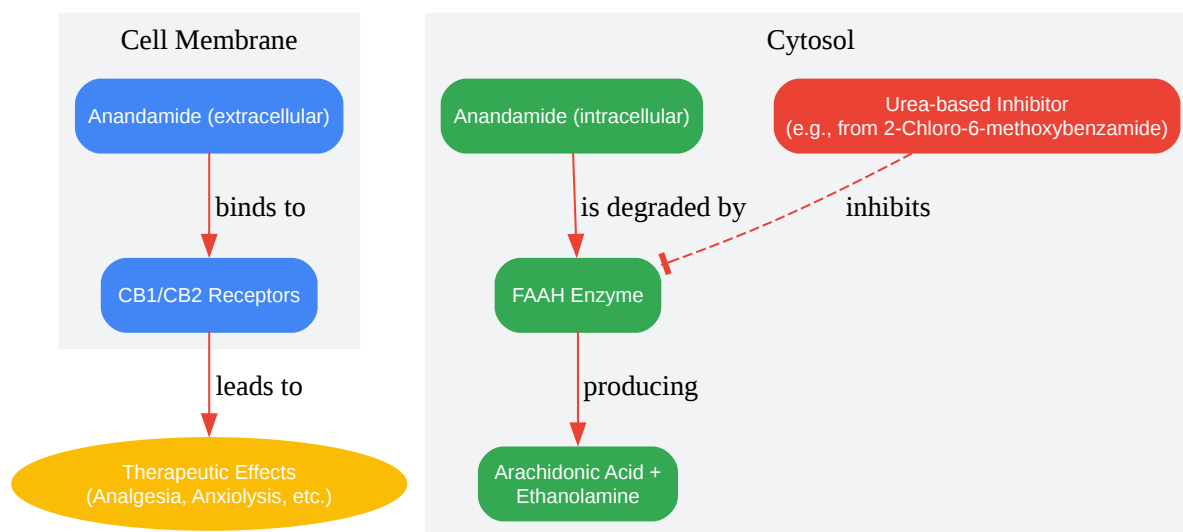 Cell Membrane
Anandamide (extracellular)
binds to
CB1/CB2 Receptors
leads to
Therapeutic Effects
(Analgesia, Anxiolysis, etc.)
Cytosol
Anandamide (intracellular)
Urea-based Inhibitor
(e.g., from 2-Chloro-6-methoxybenzamide)
is degraded by
inhibits
FAAH Enzyme
producing
Arachidonic Acid +
Ethanolamine